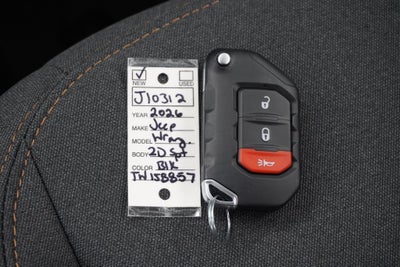 ✓
NEW USED
J10312
YEAR 2026
MAKE Jeep
MODEL Wrang.
BODY 2D Spt
COLOR Blk
TW158857